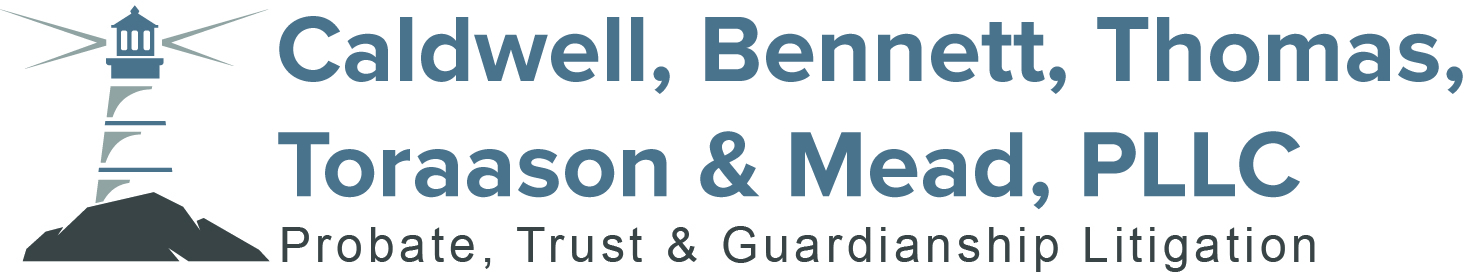 Caldwell, Bennett, Thomas,
Toraason & Mead, PLLC
Probate, Trust & Guardianship Litigation